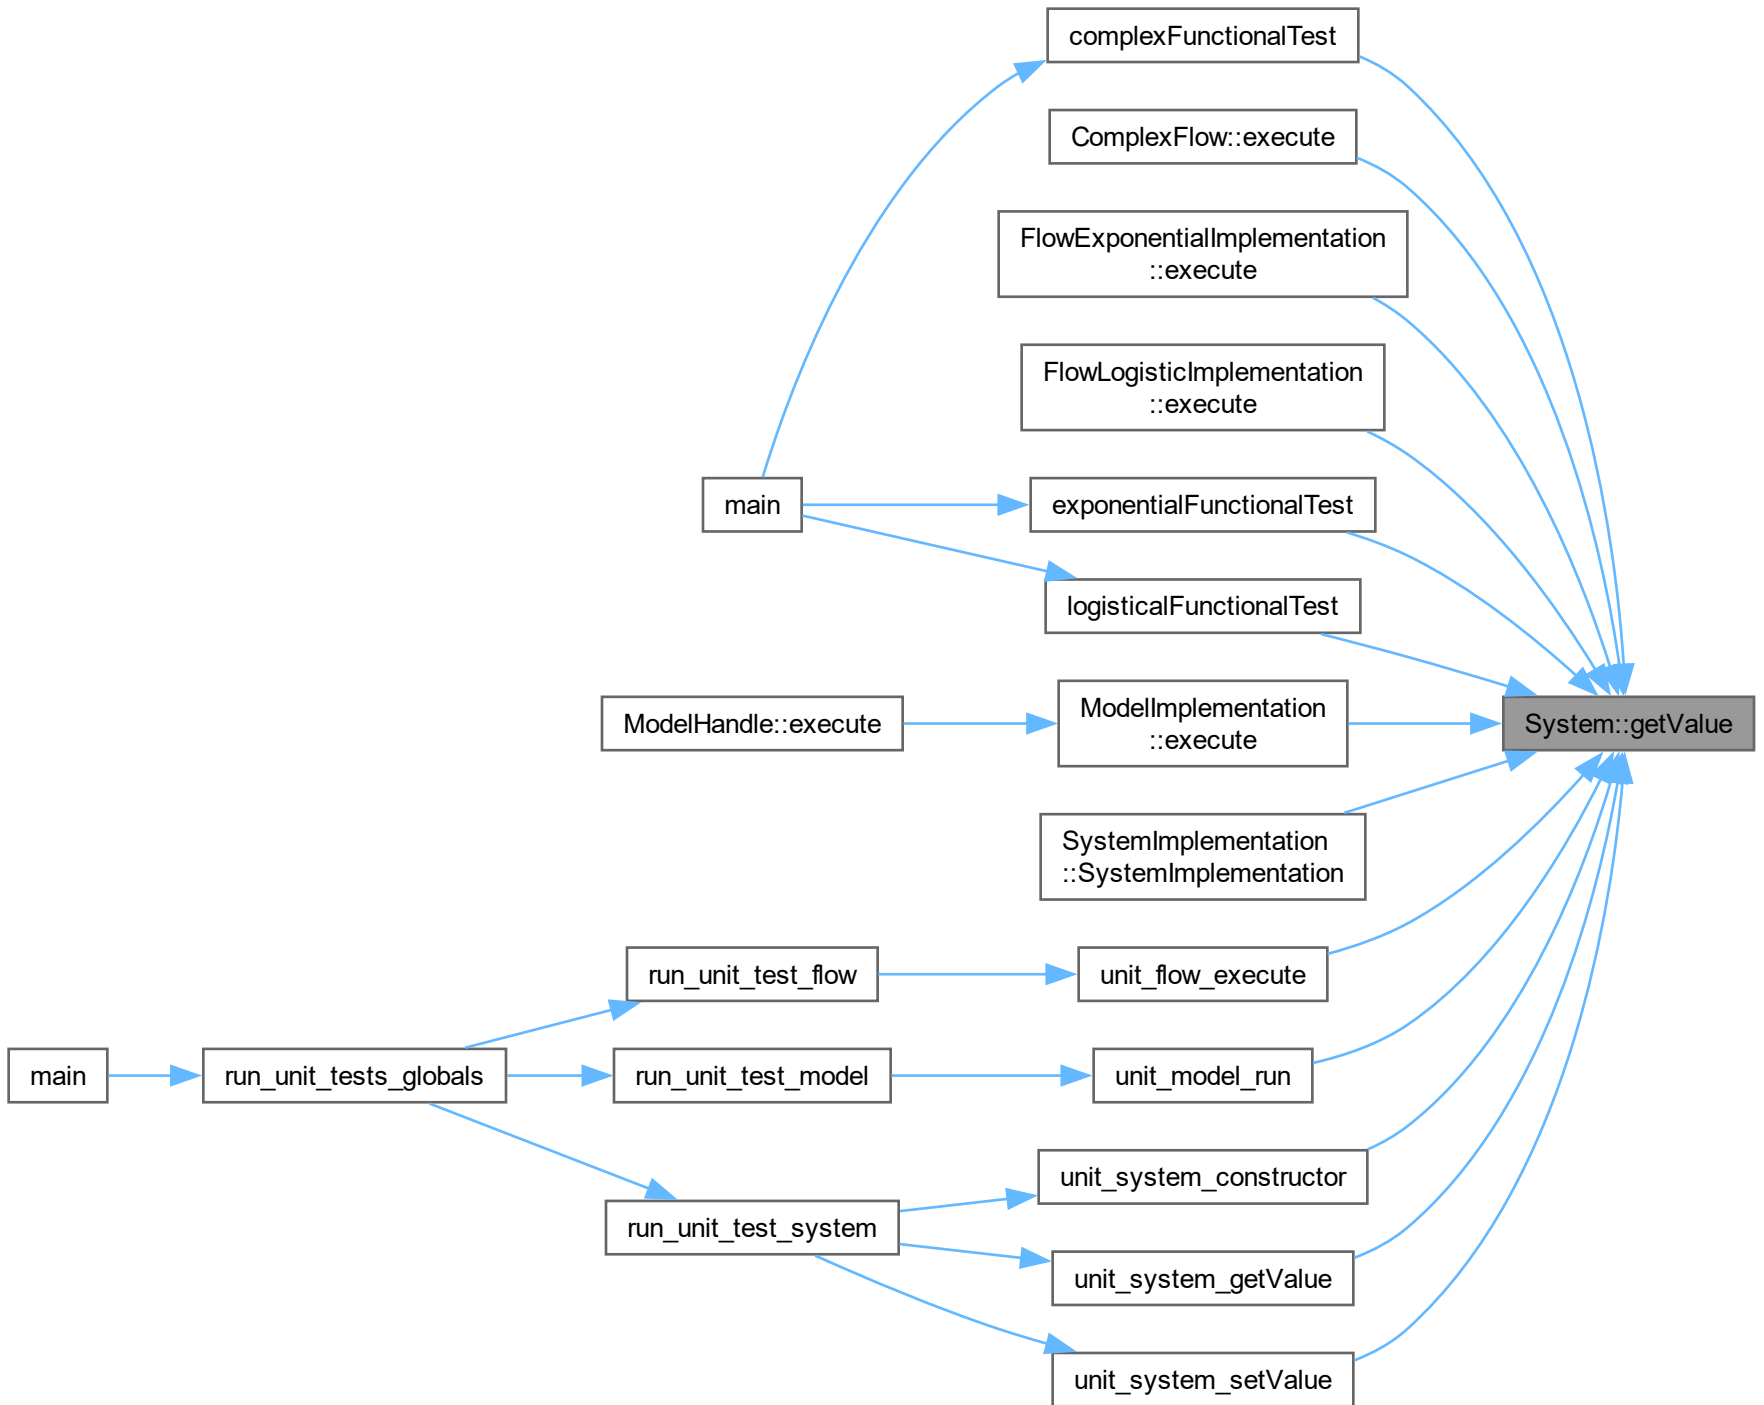 complexFunctionalTest
ComplexFlow::execute
FlowExponentialImplementation
::execute
FlowLogisticImplementation
::execute
main
exponentialFunctionalTest
logisticalFunctionalTest
ModelHandle::execute
ModelImplementation
::execute
System::getValue
SystemImplementation
::SystemImplementation
run_unit_test_flow
unit_flow_execute
main
run_unit_tests_globals
run_unit_test_model
unit_model_run
unit_system_constructor
run_unit_test_system
unit_system_getValue
unit_system_setValue